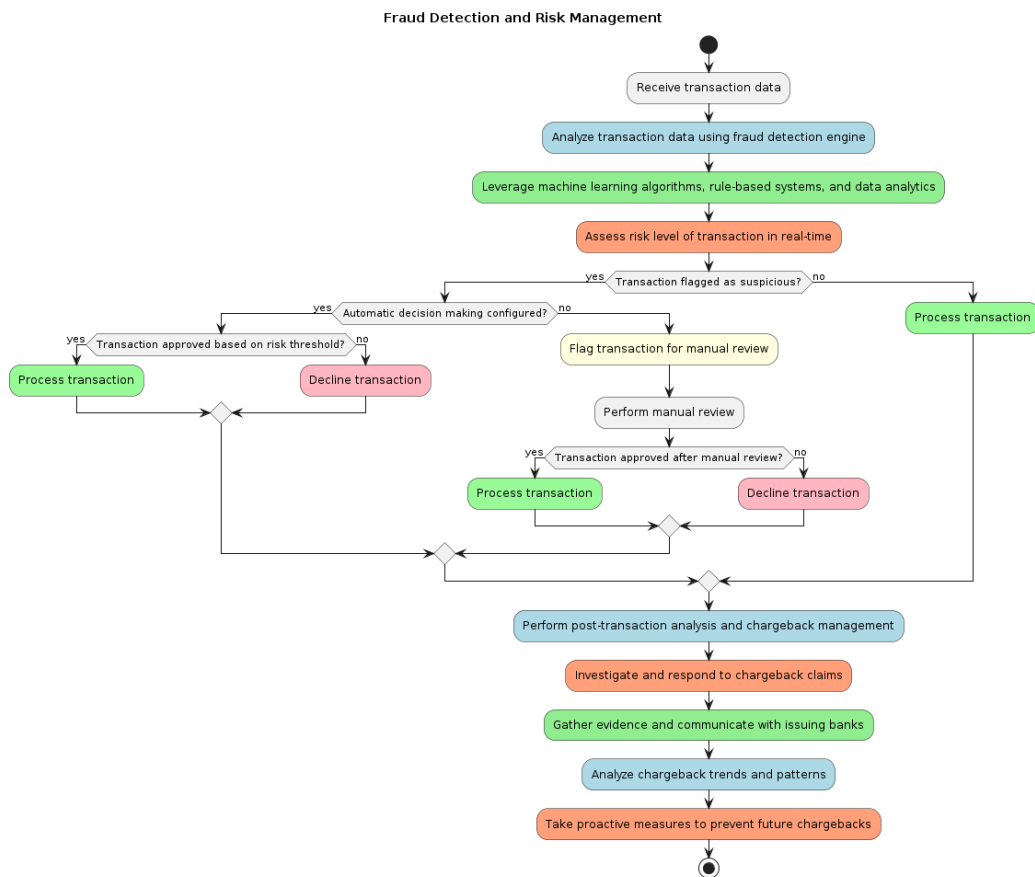 Fraud Detection and Risk Management
Receive transaction data
Analyze transaction data using fraud detection engine
Leverage machine learning algorithms, rule-based systems, and data analytics
Assess risk level of transaction in real-time
yes
Transaction flagged as suspicious?
no
yes
Automatic decision making configured?
no
Process transaction
yes
Transaction approved based on risk threshold?
no
Flag transaction for manual review
Process transaction
Decline transaction
Perform manual review
yes
Transaction approved after manual review?
no
Process transaction
Decline transaction
Perform post-transaction analysis and chargeback management
Investigate and respond to chargeback claims
Gather evidence and communicate with issuing banks
Analyze chargeback trends and patterns
Take proactive measures to prevent future chargebacks